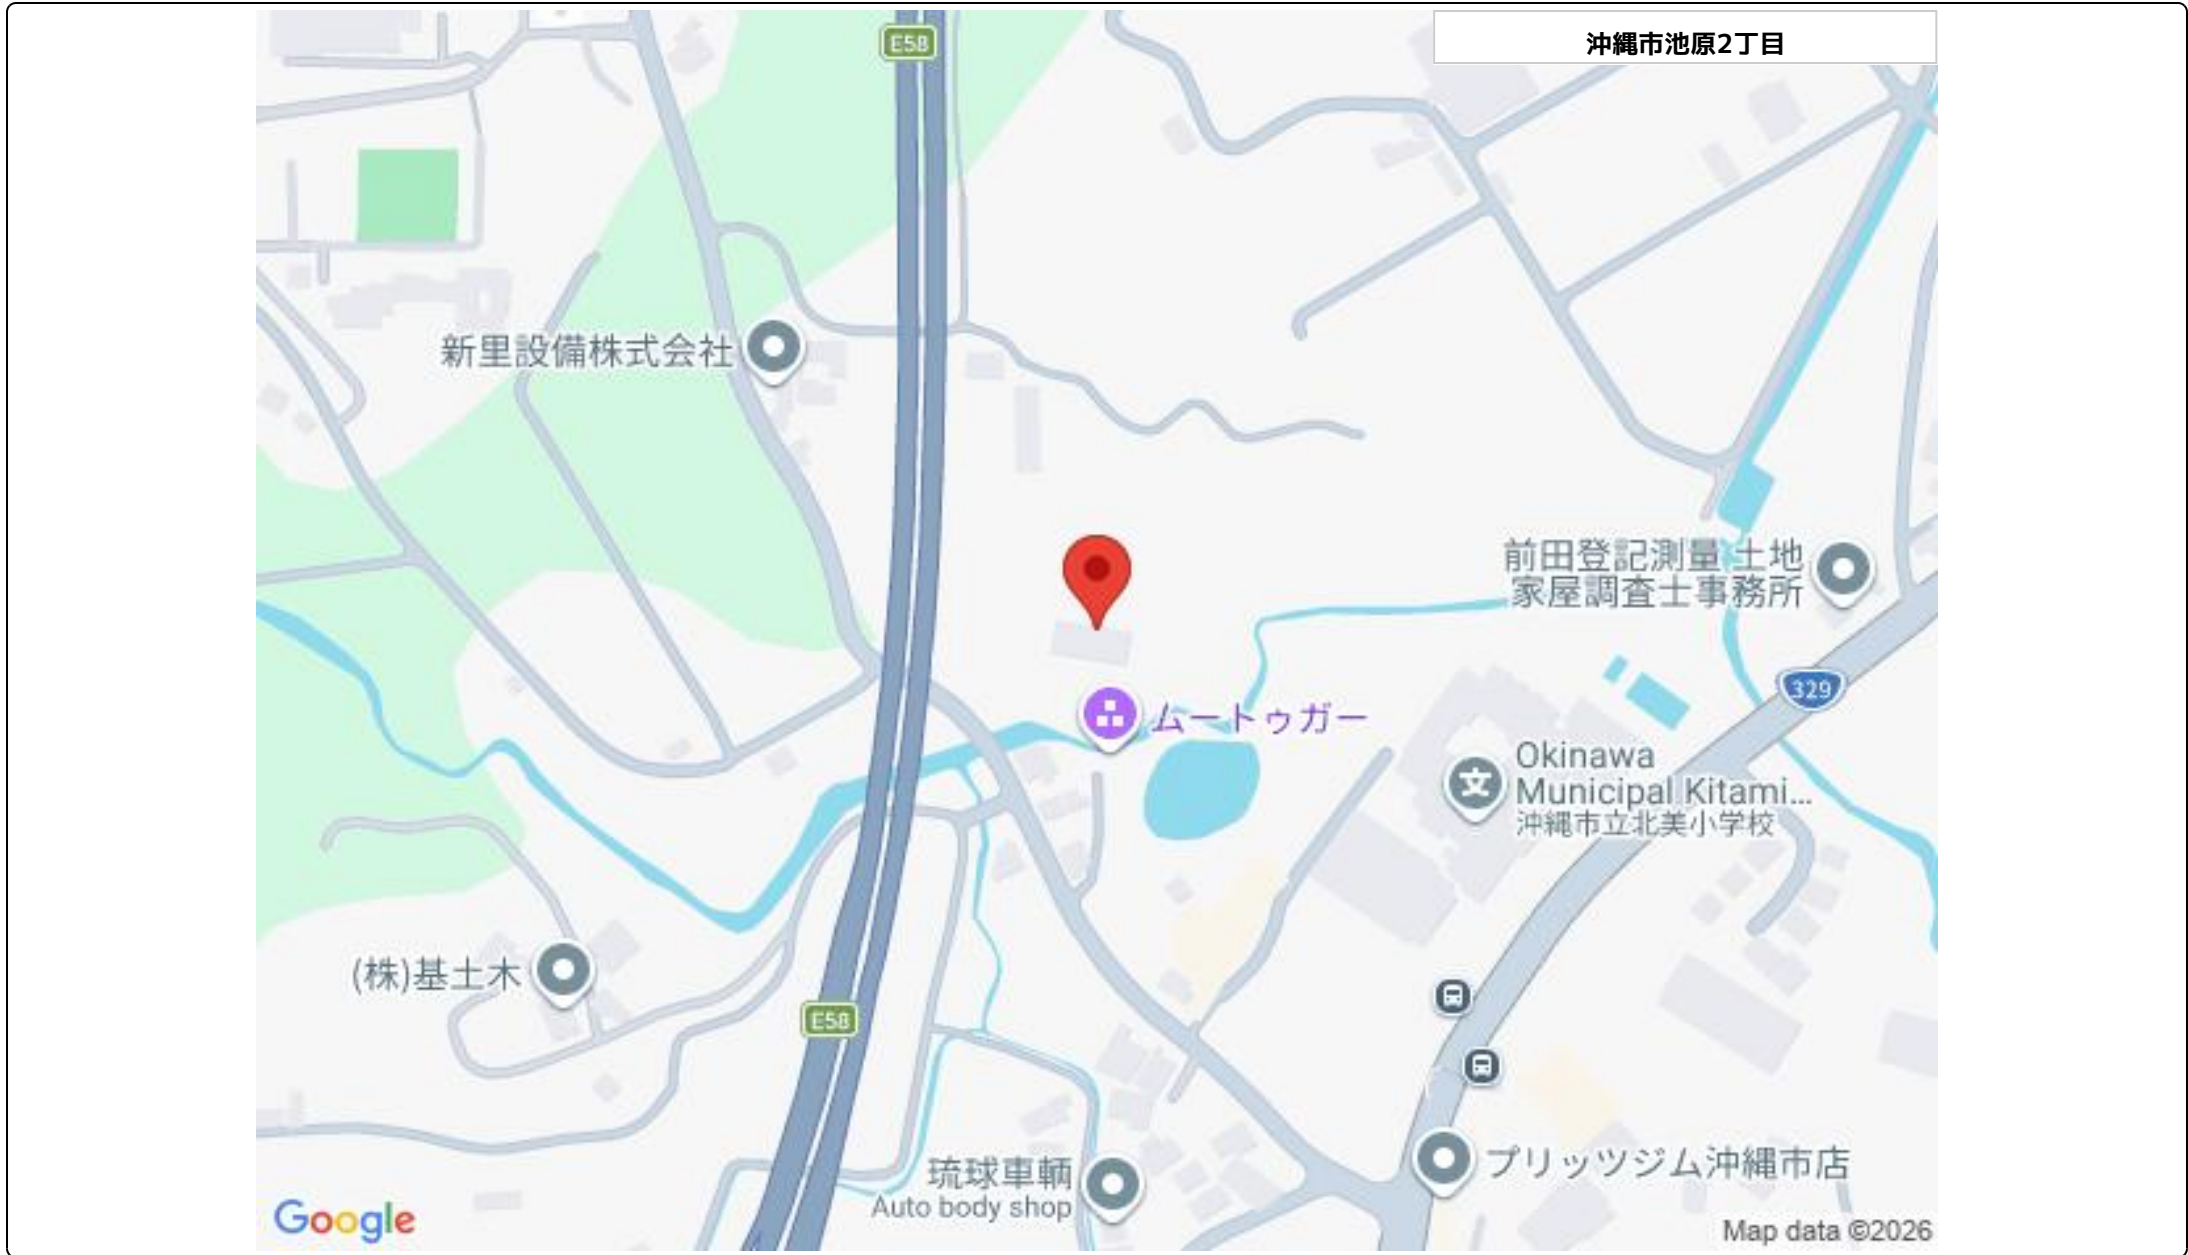 E58
沖縄市池原2丁目
新里設備株式会社
前田登記測量 土地
家屋調査士事務所
329
ムートゥガー
文
Okinawa
Municipal Kitami...
沖縄市立北美小学校
(株)基土木
E58
プリッツジム沖縄市店
琉球車輌
Auto body shop
Google
Map data ©2026